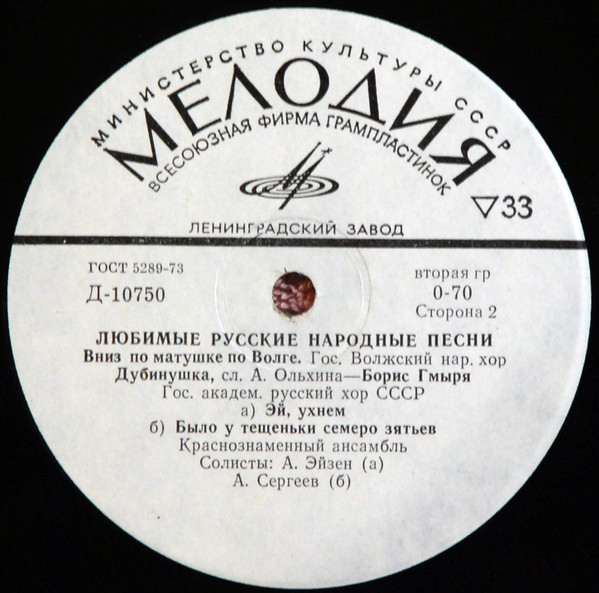 МИНИСТЕРСТВО КУЛЬТУРЫ СССР
МЕЛОДИЯ
ВСЕСОЮЗНАЯ ФИРМА ГРАМПЛАСТИНОК
ЛЕНИНГРАДСКИЙ ЗАВОД
▽33
ГОСТ 5289-73
Д-10750
вторая гр
0-70
Сторона 2
ЛЮБИМЫЕ РУССКИЕ НАРОДНЫЕ ПЕСНИ
Вниз по матушке по Волге. Гос. Волжский нар. хор
Дубинушка, сл. А. Ольхина—Борис Гмыря
Гос. академ. русский хор СССР
а) Эй, ухнем
б) Было у тещеньки семеро зятьев
Краснознаменный ансамбль
Солисты: А. Эйзен (а)
А. Сергеев (б)